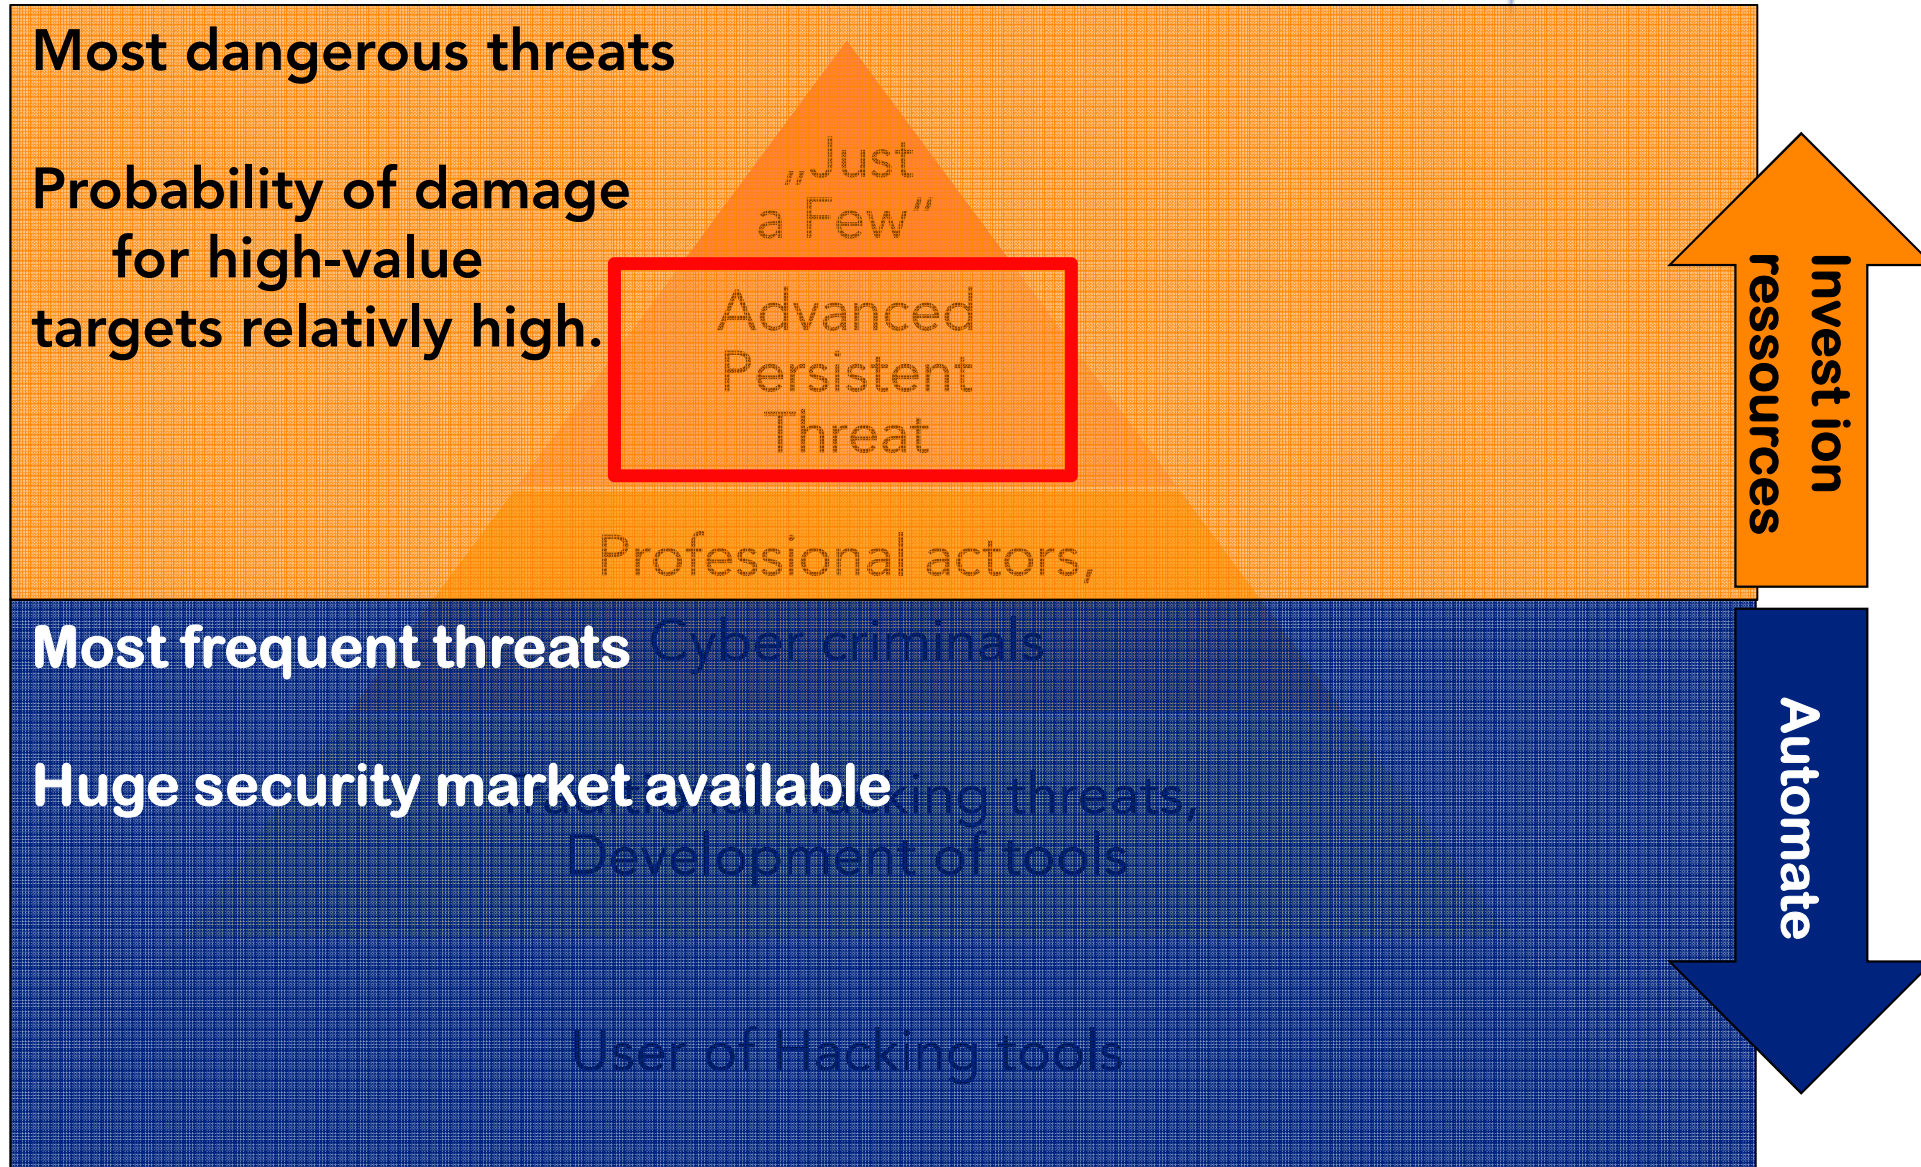 Most dangerous threats
Probability of damage
for high-value
targets relativly high.
„Just
a Few“
Advanced
Persistent
Threat
Professional actors,
Cyber criminals
Most frequent threats
Huge security market available
Hacking threats,
Development of tools
User of Hacking tools
Invest ion
ressources
Automate